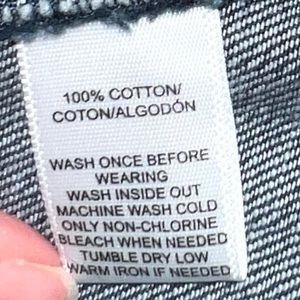 100% COTTON/
COTON/ALGODÓN
WASH ONCE BEFORE
WEARING
WASH INSIDE OUT
MACHINE WASH COLD
ONLY NON-CHLORINE
BLEACH WHEN NEEDED
TUMBLE DRY LOW
WARM IRON IF NEEDED